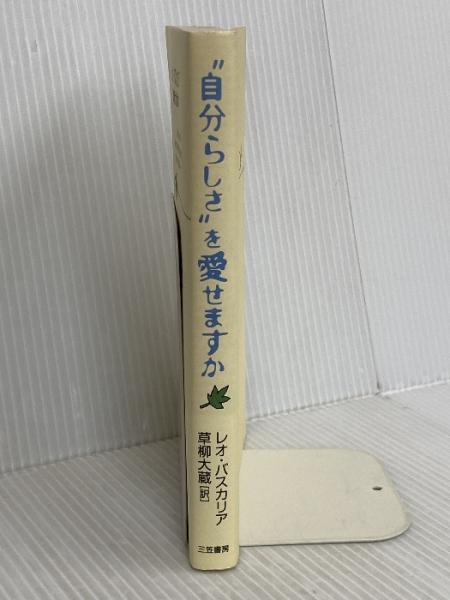 “自分らしさ”を愛せますか
レオ・バスカリア
草柳大蔵[訳]
三笠書房